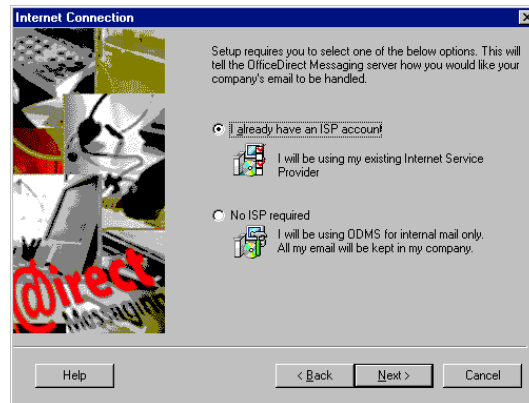 Internet Connection
Setup requires you to select one of the below options. This will
tell the OfficeDirect Messaging server how you would like your
company's email to be handled.
I already have an ISP account
I will be using my existing Internet Service
Provider
No ISP required
I will be using ODMS for internal mail only.
All my email will be kept in my company.
@irect
Messaging
Help
< Back
Next >
Cancel